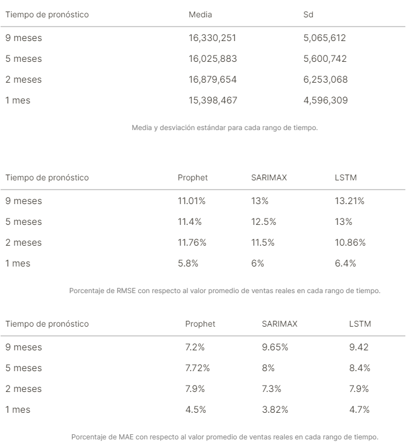 Tiempo de pronóstico Media Sd
9 meses 16,330,251 5,065,612
5 meses 16,025,883 5,600,742
2 meses 16,879,654 6,253,068
1 mes 15,398,467 4,596,309
Media y desviación estándar para cada rango de tiempo.
Tiempo de pronóstico Prophet SARIMAX LSTM
9 meses 11.01% 13% 13.21%
5 meses 11.4% 12.5% 13%
2 meses 11.76% 11.5% 10.86%
1 mes 5.8% 6% 6.4%
Porcentaje de RMSE con respecto al valor promedio de ventas reales en cada rango de tiempo.
Tiempo de pronóstico Prophet SARIMAX LSTM
9 meses 7.2% 9.65% 9.42
5 meses 7.72% 8% 8.4%
2 meses 7.9% 7.3% 7.9%
1 mes 4.5% 3.82% 4.7%
Porcentaje de MAE con respecto al valor promedio de ventas reales en cada rango de tiempo.